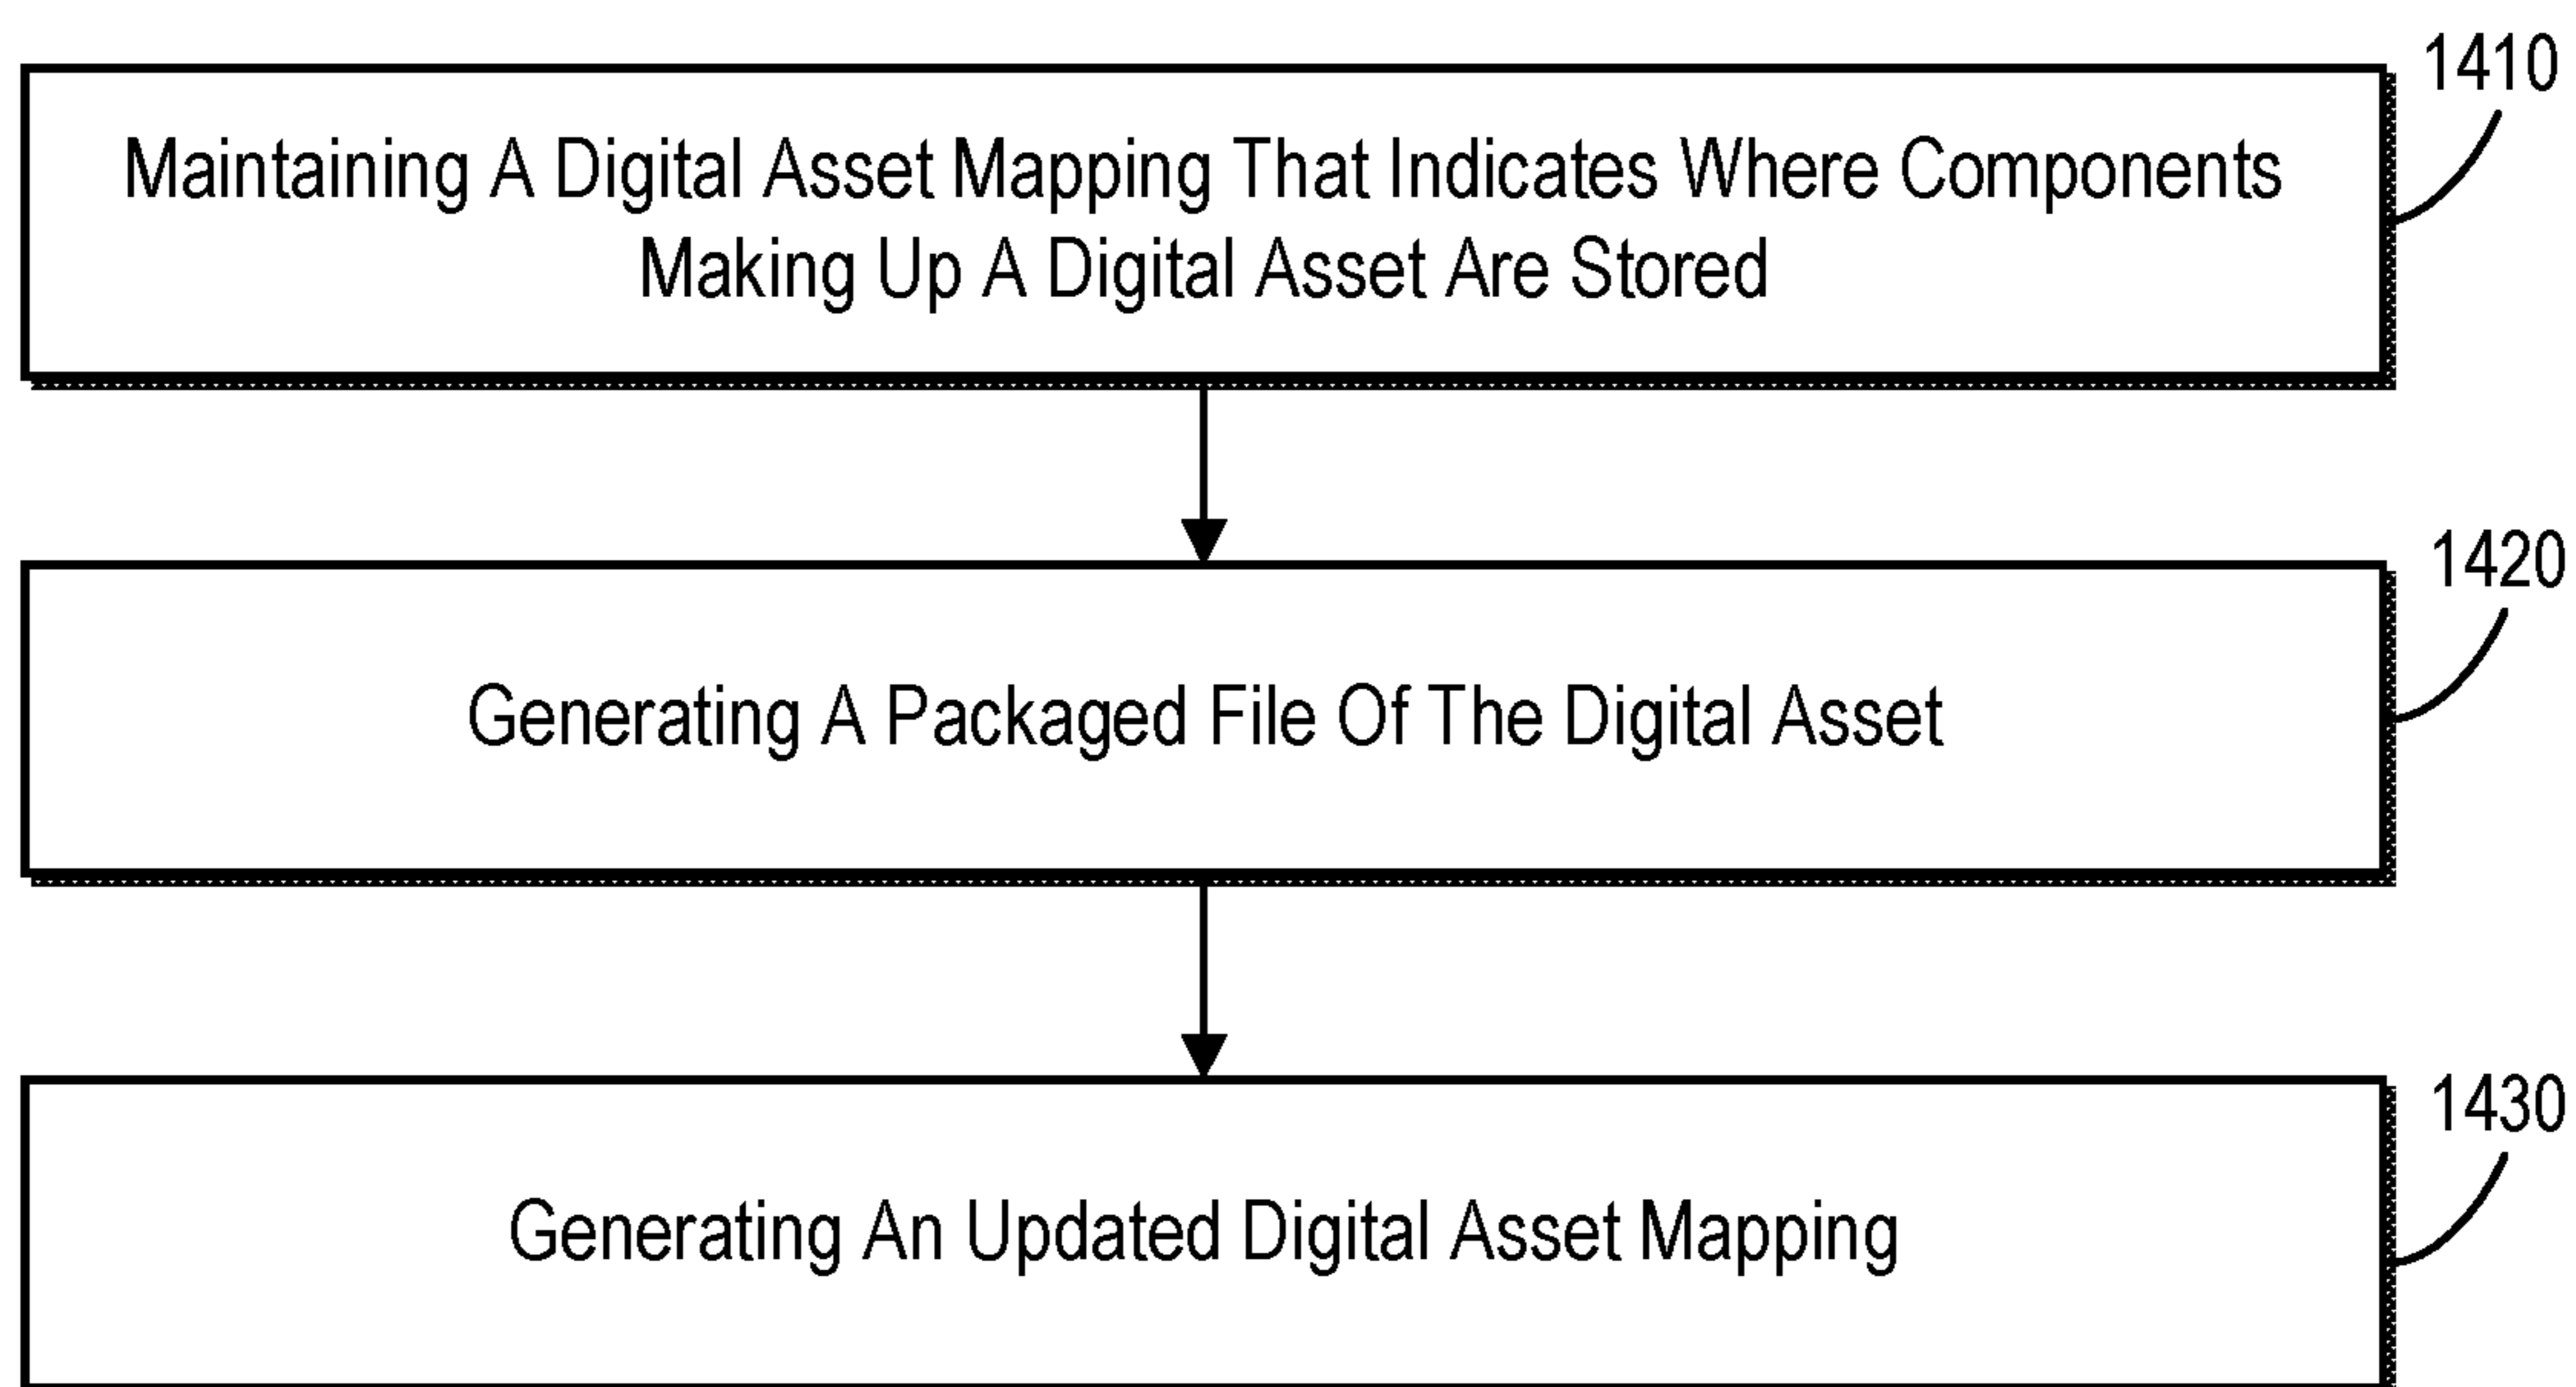 1410
Maintaining A Digital Asset Mapping That Indicates Where Components
Making Up A Digital Asset Are Stored
1420
Generating A Packaged File Of The Digital Asset
1430
Generating An Updated Digital Asset Mapping